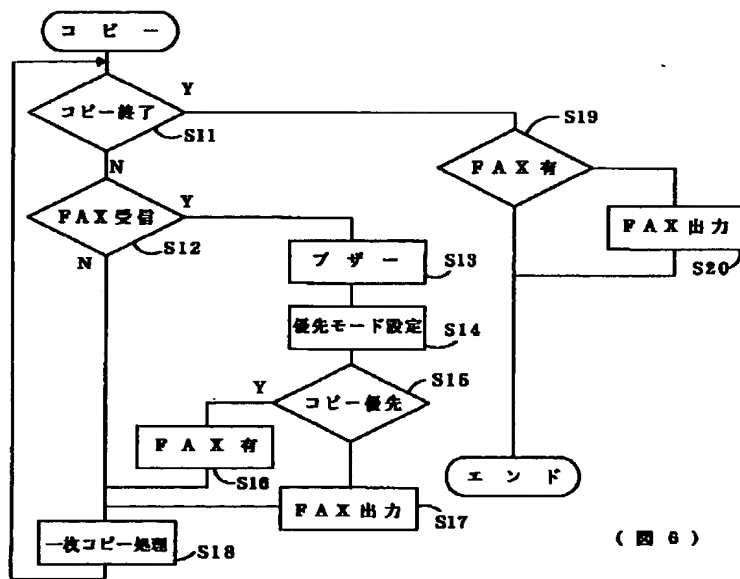 コピー
コピー終了
Y
S11
N
FAX受信
Y
S12
N
ブザー
S13
優先モード設定
S14
コピー優先
S15
Y
FAX有
S16
FAX出力
S17
一枚コピー処理
S18
FAX有
S19
FAX出力
S20
エンド
(図6)